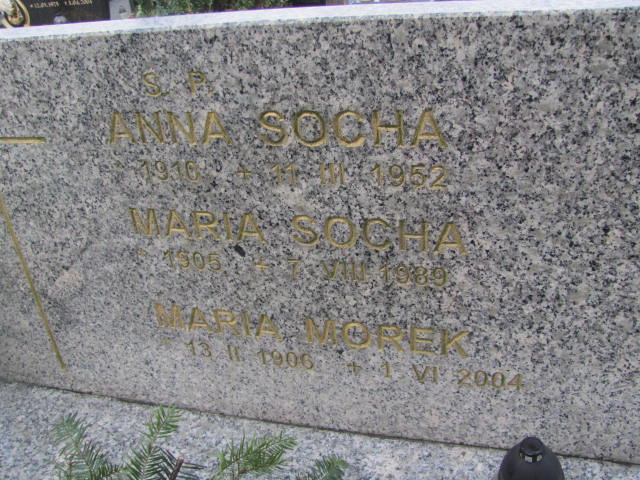 S. P.
ANNA SOCHA
1910 + 11 III 1952
MARIA SOCHA
* 1905 + 7 VIII 1989
MARIA MOREK
* 13 II 1906 + 1 VI 2004